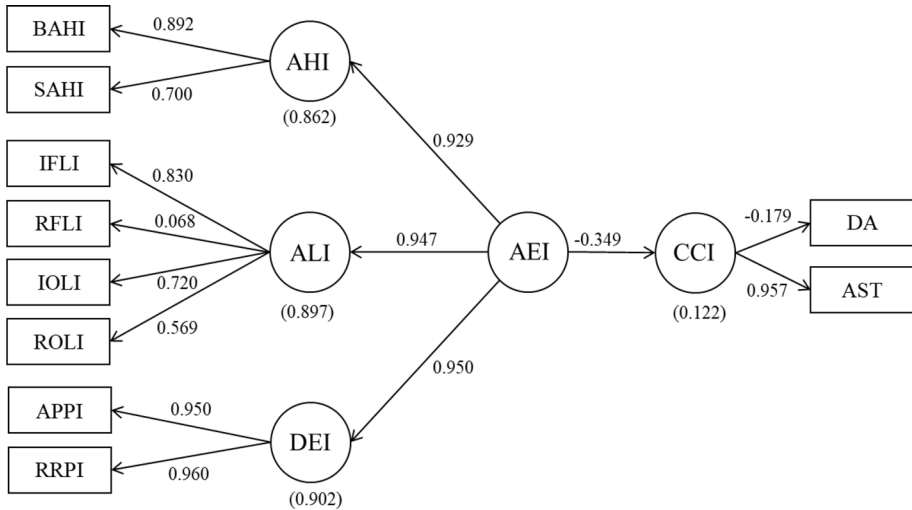 BAHI
0.892
SAHI
0.700
AHI
(0.862)
0.929
IFLI
0.830
RFLI
0.068
IOLI
0.720
ROLI
0.569
ALI
(0.897)
0.947
AEI
-0.349
CCI
(0.122)
-0.179
DA
0.957
AST
0.950
APPI
0.950
RRPI
0.960
DEI
(0.902)